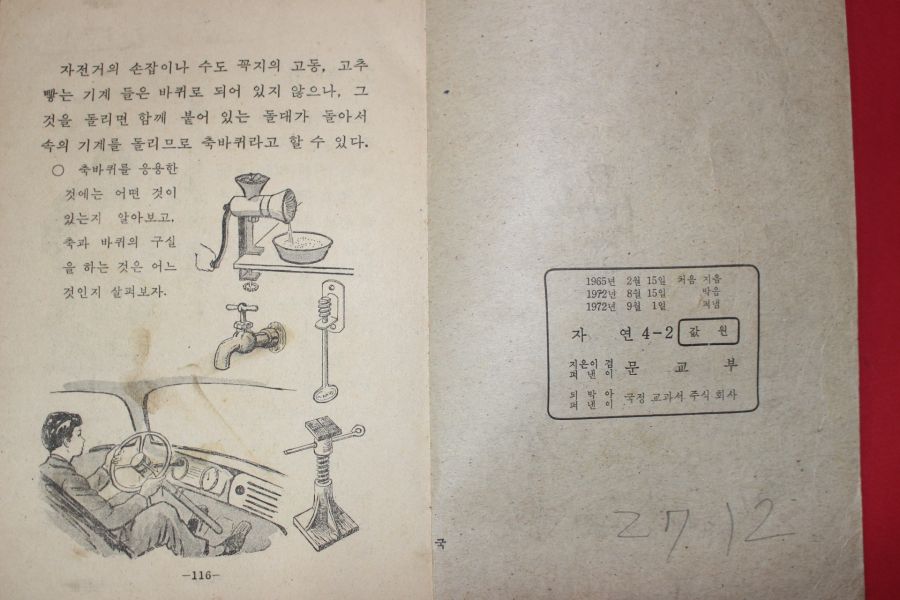 자전거의 손잡이나 수도 꼭지의 고동, 고추
빻는 기계 들은 바퀴로 되어 있지 않으나, 그
것을 돌리면 함께 붙어 있는 돌대가 돌아서
속의 기계를 돌리므로 축바퀴라고 할 수 있다.
○ 축바퀴를 응용한
것에는 어떤 것이
있는지 알아보고,
축과 바퀴의 구실
을 하는 것은 어느
것인지 살펴보자.
—116—
1965년 2월 15일 처음 지음
1972년 8월 15일 박음
1972년 9월 1일 펴냄
자 연 4-2 값 원
지은이 겸
펴 낸 이 문 교 부
되 박 아
펴 낸 이 국정 교과서 주식 회사
국
27 12